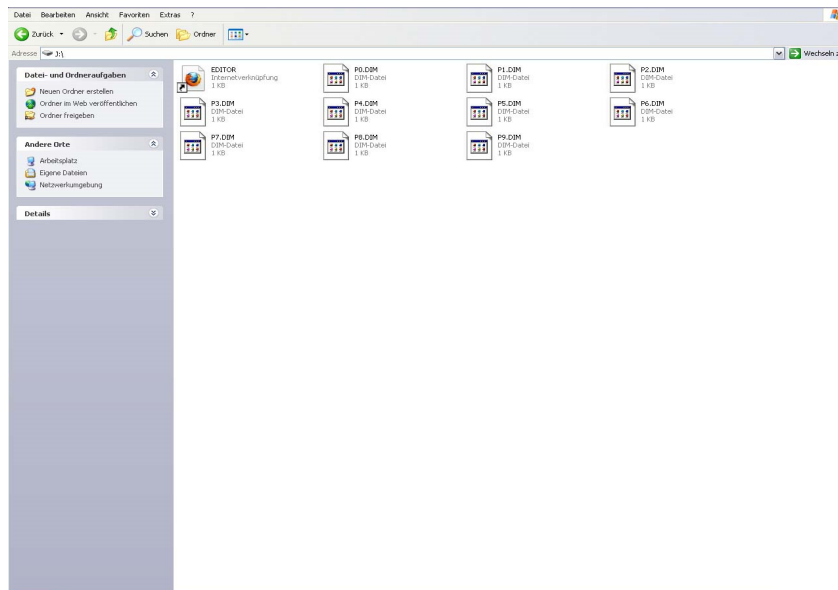 Datei Bearbeiten Ansicht Favoriten Extras ?
Zurück Suchen Ordner
Adresse J:\ Wechseln z
Datei- und Ordneraufgaben
Neuen Ordner erstellen
Ordner im Web veröffentlichen
Ordner freigeben
Andere Orte
Arbeitsplatz
Eigene Dateien
Netzwerkumgebung
Details
EDITOR
Internetverknüpfung
1 KB
P0.DIM
DIM-Datei
1 KB
P1.DIM
DIM-Datei
1 KB
P2.DIM
DIM-Datei
1 KB
P3.DIM
DIM-Datei
1 KB
P4.DIM
DIM-Datei
1 KB
P5.DIM
DIM-Datei
1 KB
P6.DIM
DIM-Datei
1 KB
P7.DIM
DIM-Datei
1 KB
P8.DIM
DIM-Datei
1 KB
P9.DIM
DIM-Datei
1 KB